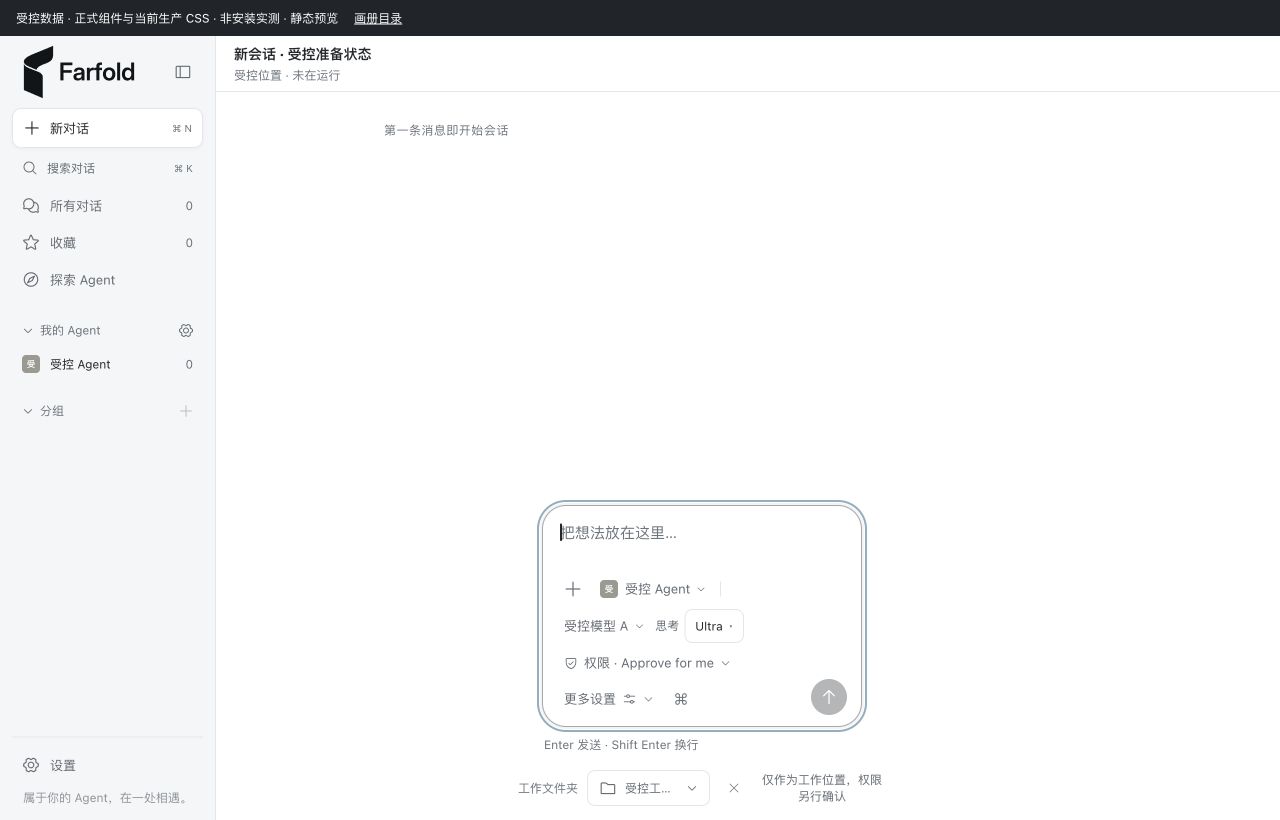 受控数据 · 正式组件与当前生产 CSS · 非安装实测 · 静态预览 画册目录
Farfold
新对话 ⌘ N
搜索对话 ⌘ K
所有对话 0
收藏 0
探索 Agent
我的 Agent
受 受控 Agent 0
分组
设置
属于你的 Agent，在一处相遇。
新会话 · 受控准备状态
受控位置 · 未在运行
第一条消息即开始会话
把想法放在这里...
受 受控 Agent
受控模型 A 思考 Ultra ·
权限 · Approve for me
更多设置 ⌘
Enter 发送 · Shift Enter 换行
工作文件夹 受控工... 仅作为工作位置，权限
另行确认